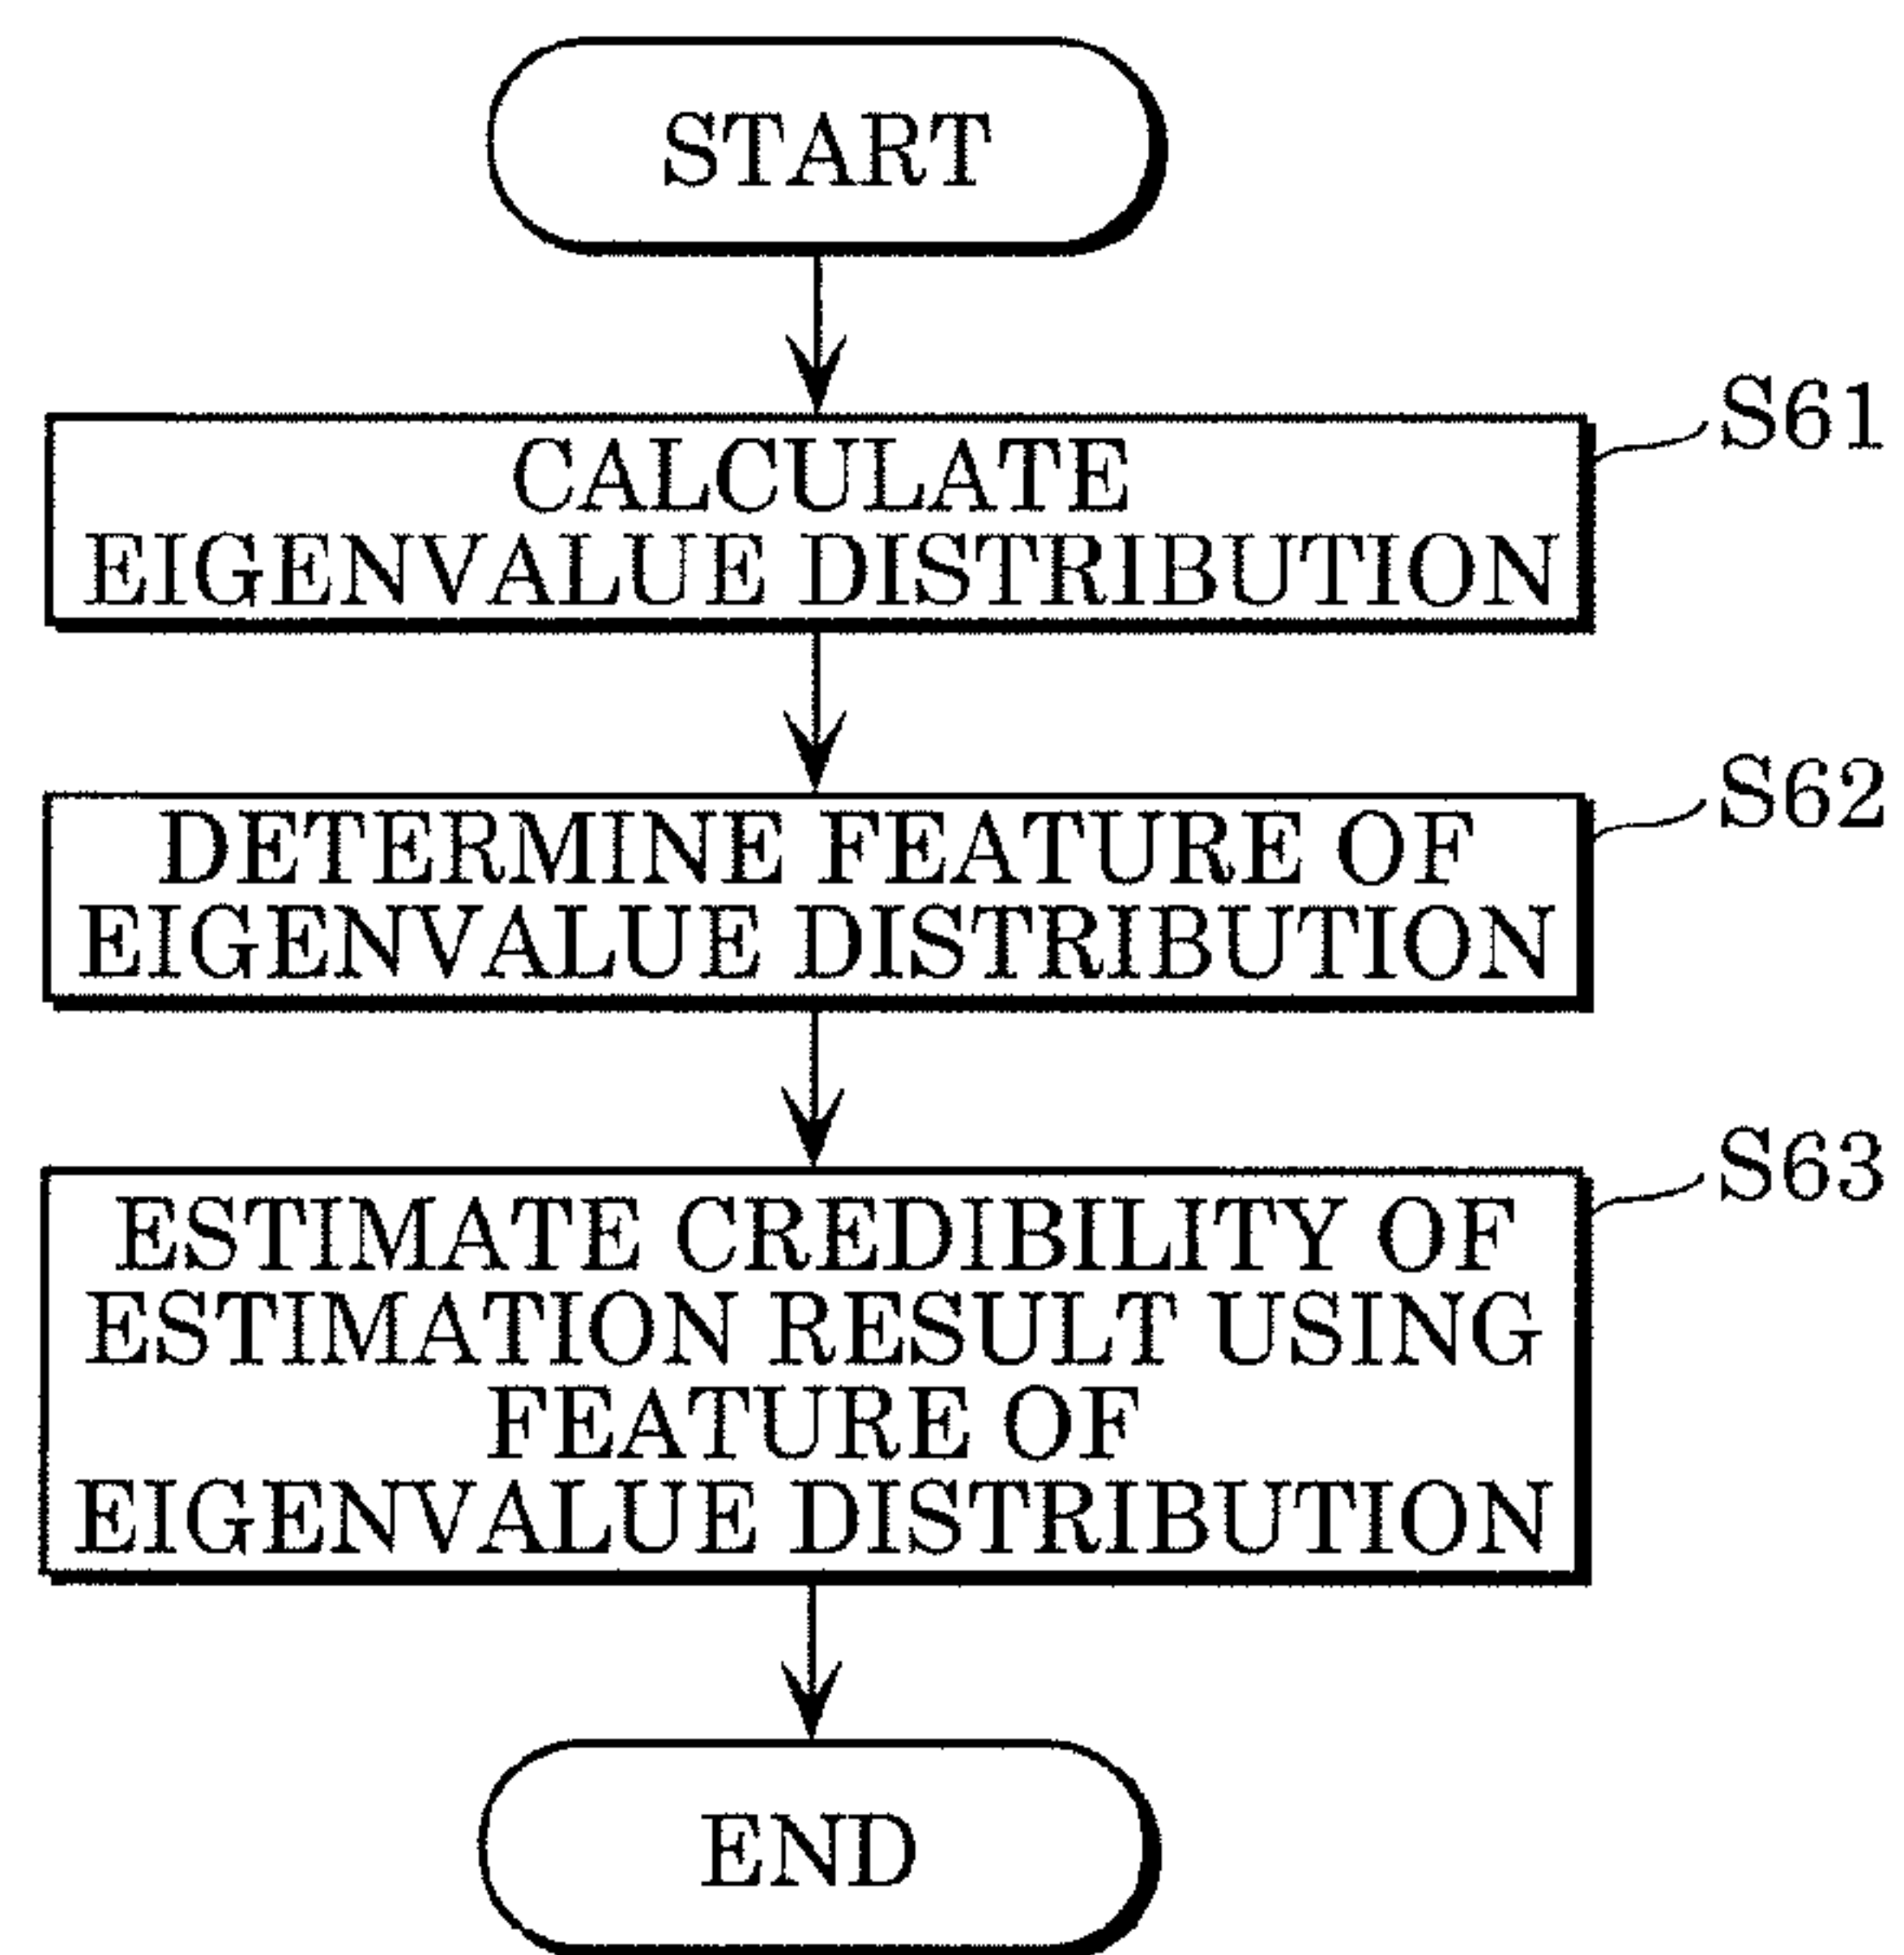 START
S61
CALCULATE
EIGENVALUE DISTRIBUTION
S62
DETERMINE FEATURE OF
EIGENVALUE DISTRIBUTION
S63
ESTIMATE CREDIBILITY OF
ESTIMATION RESULT USING
FEATURE OF
EIGENVALUE DISTRIBUTION
END